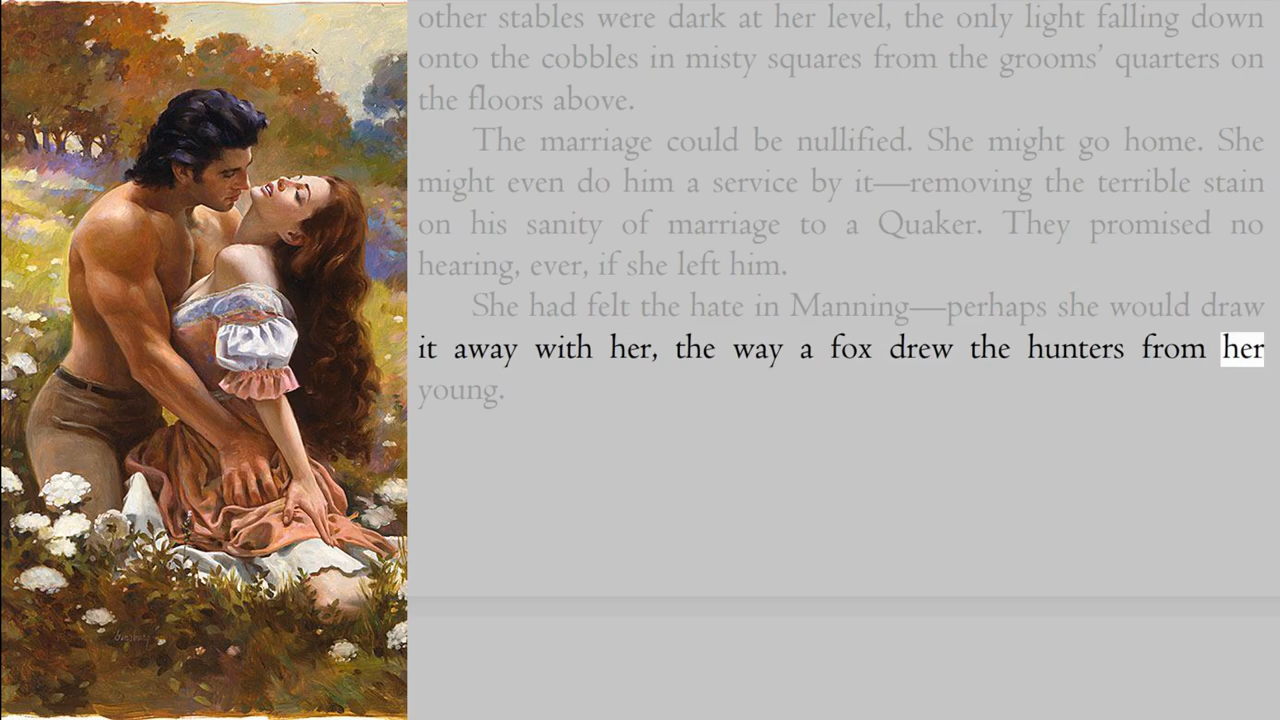 other stables were dark at her level, the only light falling down
onto the cobbles in misty squares from the grooms’ quarters on
the floors above.
The marriage could be nullified. She might go home. She
might even do him a service by it—removing the terrible stain
on his sanity of marriage to a Quaker. They promised no
hearing, ever, if she left him.
She had felt the hate in Manning—perhaps she would draw
it away with her, the way a fox drew the hunters from her
young.